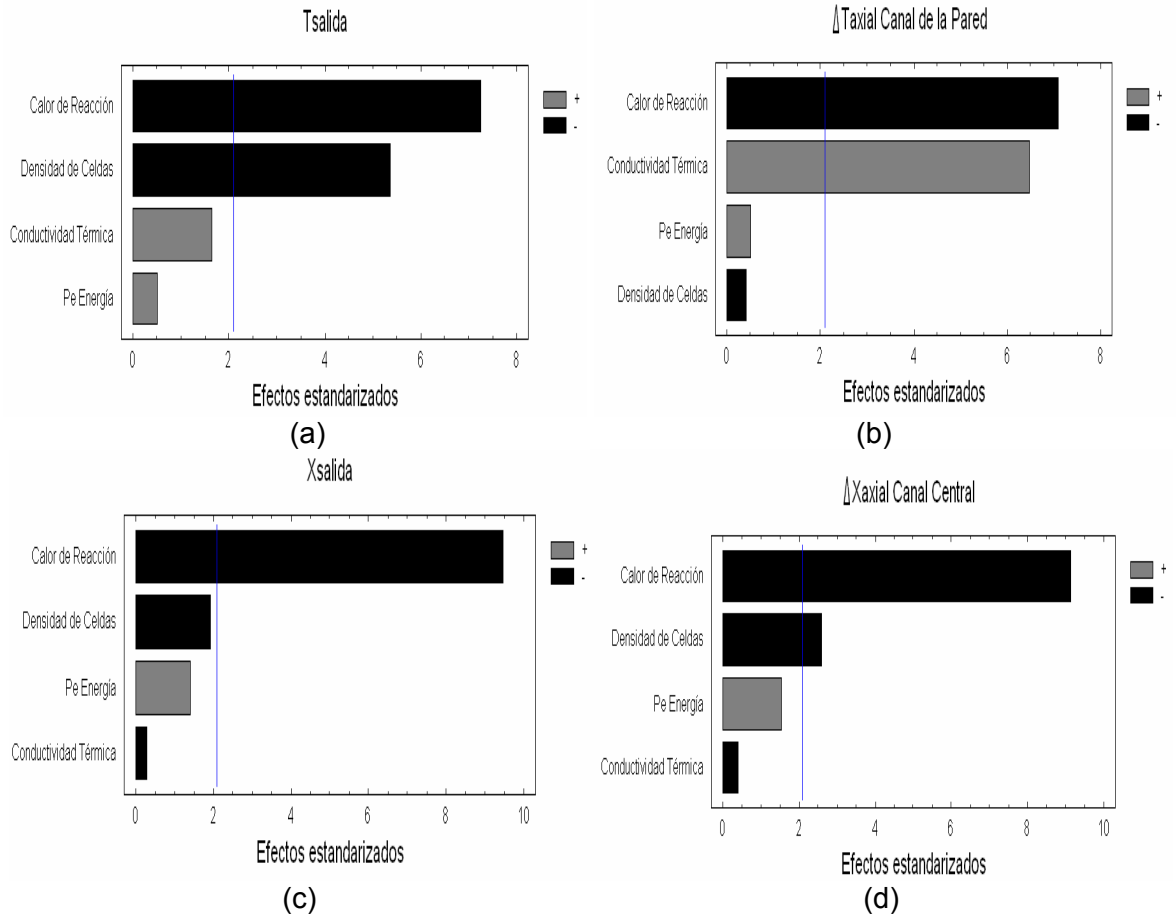 Tsalida
Calor de Reacción
Densidad de Celdas
Conductividad Térmica
Pe Energía
+
-
0 2 4 6 8
Efectos estandarizados
(a)
ΔTaxial Canal de la Pared
Calor de Reacción
Conductividad Térmica
Pe Energía
Densidad de Celdas
+
-
0 2 4 6 8
Efectos estandarizados
(b)
Xsalida
Calor de Reacción
Densidad de Celdas
Pe Energía
Conductividad Térmica
+
-
0 2 4 6 8 10
Efectos estandarizados
(c)
ΔXaxial Canal Central
Calor de Reacción
Densidad de Celdas
Pe Energía
Conductividad Térmica
+
-
0 2 4 6 8 10
Efectos estandarizados
(d)